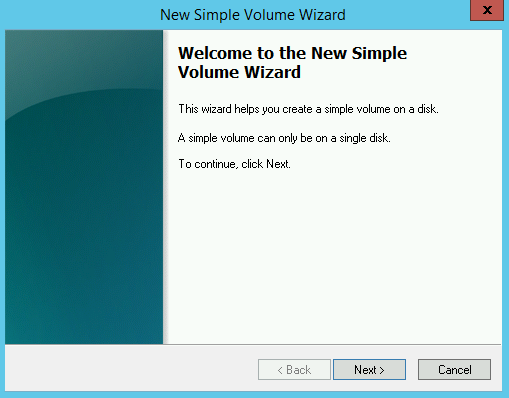 New Simple Volume Wizard
x
Welcome to the New Simple
Volume Wizard
This wizard helps you create a simple volume on a disk.
A simple volume can only be on a single disk.
To continue, click Next.
< Back
Next >
Cancel